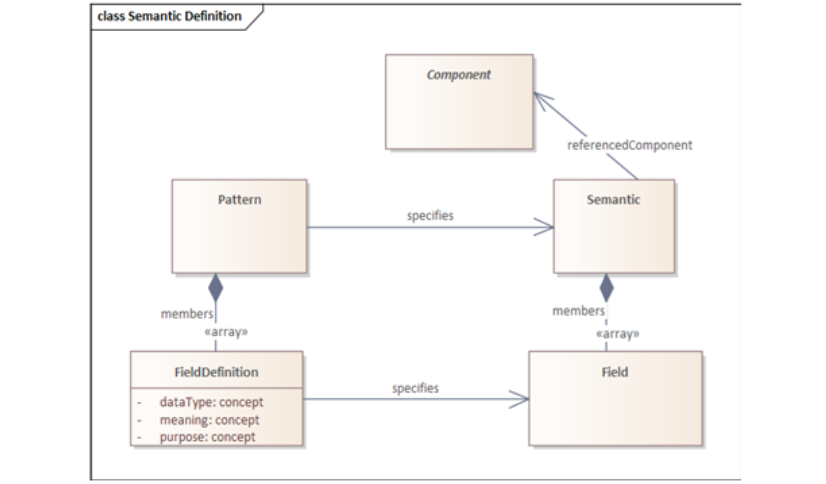 class Semantic Definition
Component
referencedComponent
Pattern
specifies
Semantic
members
«array»
members
«array»
FieldDefinition
- dataType: concept
- meaning: concept
- purpose: concept
specifies
Field